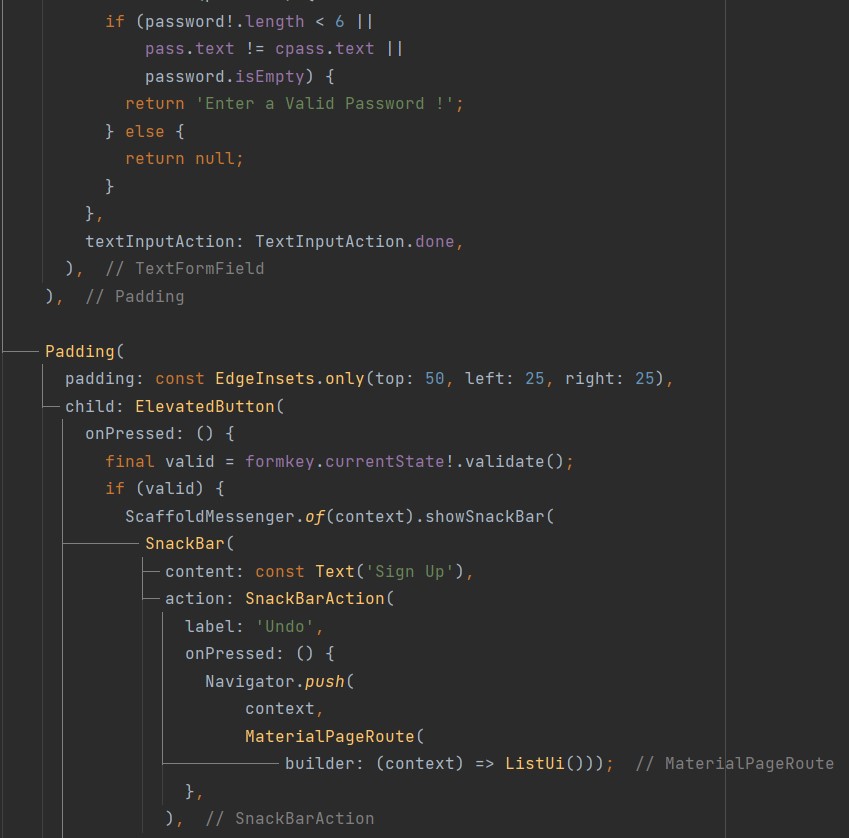 if (password!.length < 6 ||
pass.text != cpass.text ||
password.isEmpty) {
return 'Enter a Valid Password !';
} else {
return null;
}
},
textInputAction: TextInputAction.done,
), // TextFormField
), // Padding
Padding(
padding: const EdgeInsets.only(top: 50, left: 25, right: 25),
child: ElevatedButton(
onPressed: () {
final valid = formkey.currentState!.validate();
if (valid) {
ScaffoldMessenger.of(context).showSnackBar(
SnackBar(
content: const Text('Sign Up'),
action: SnackBarAction(
label: 'Undo',
onPressed: () {
Navigator.push(
context,
MaterialPageRoute(
builder: (context) => ListUi())); // MaterialPageRoute
},
), // SnackBarAction